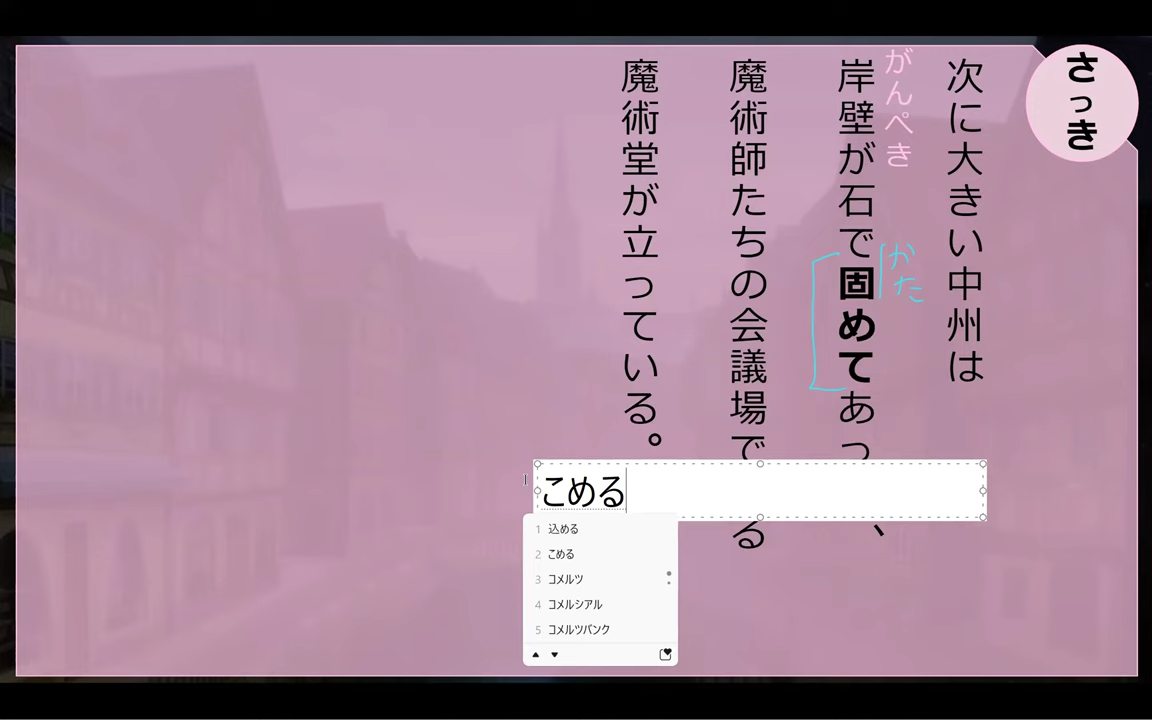 さっき
次に大きい中州は
がんぺき
岸壁が石で固めてあっ
、
かた
魔術師たちの会議場で
る
魔術堂が立っている。
こめる
1 込める
2 こめる
3 コメルツ
4 コメルシアル
5 コメルツバンク